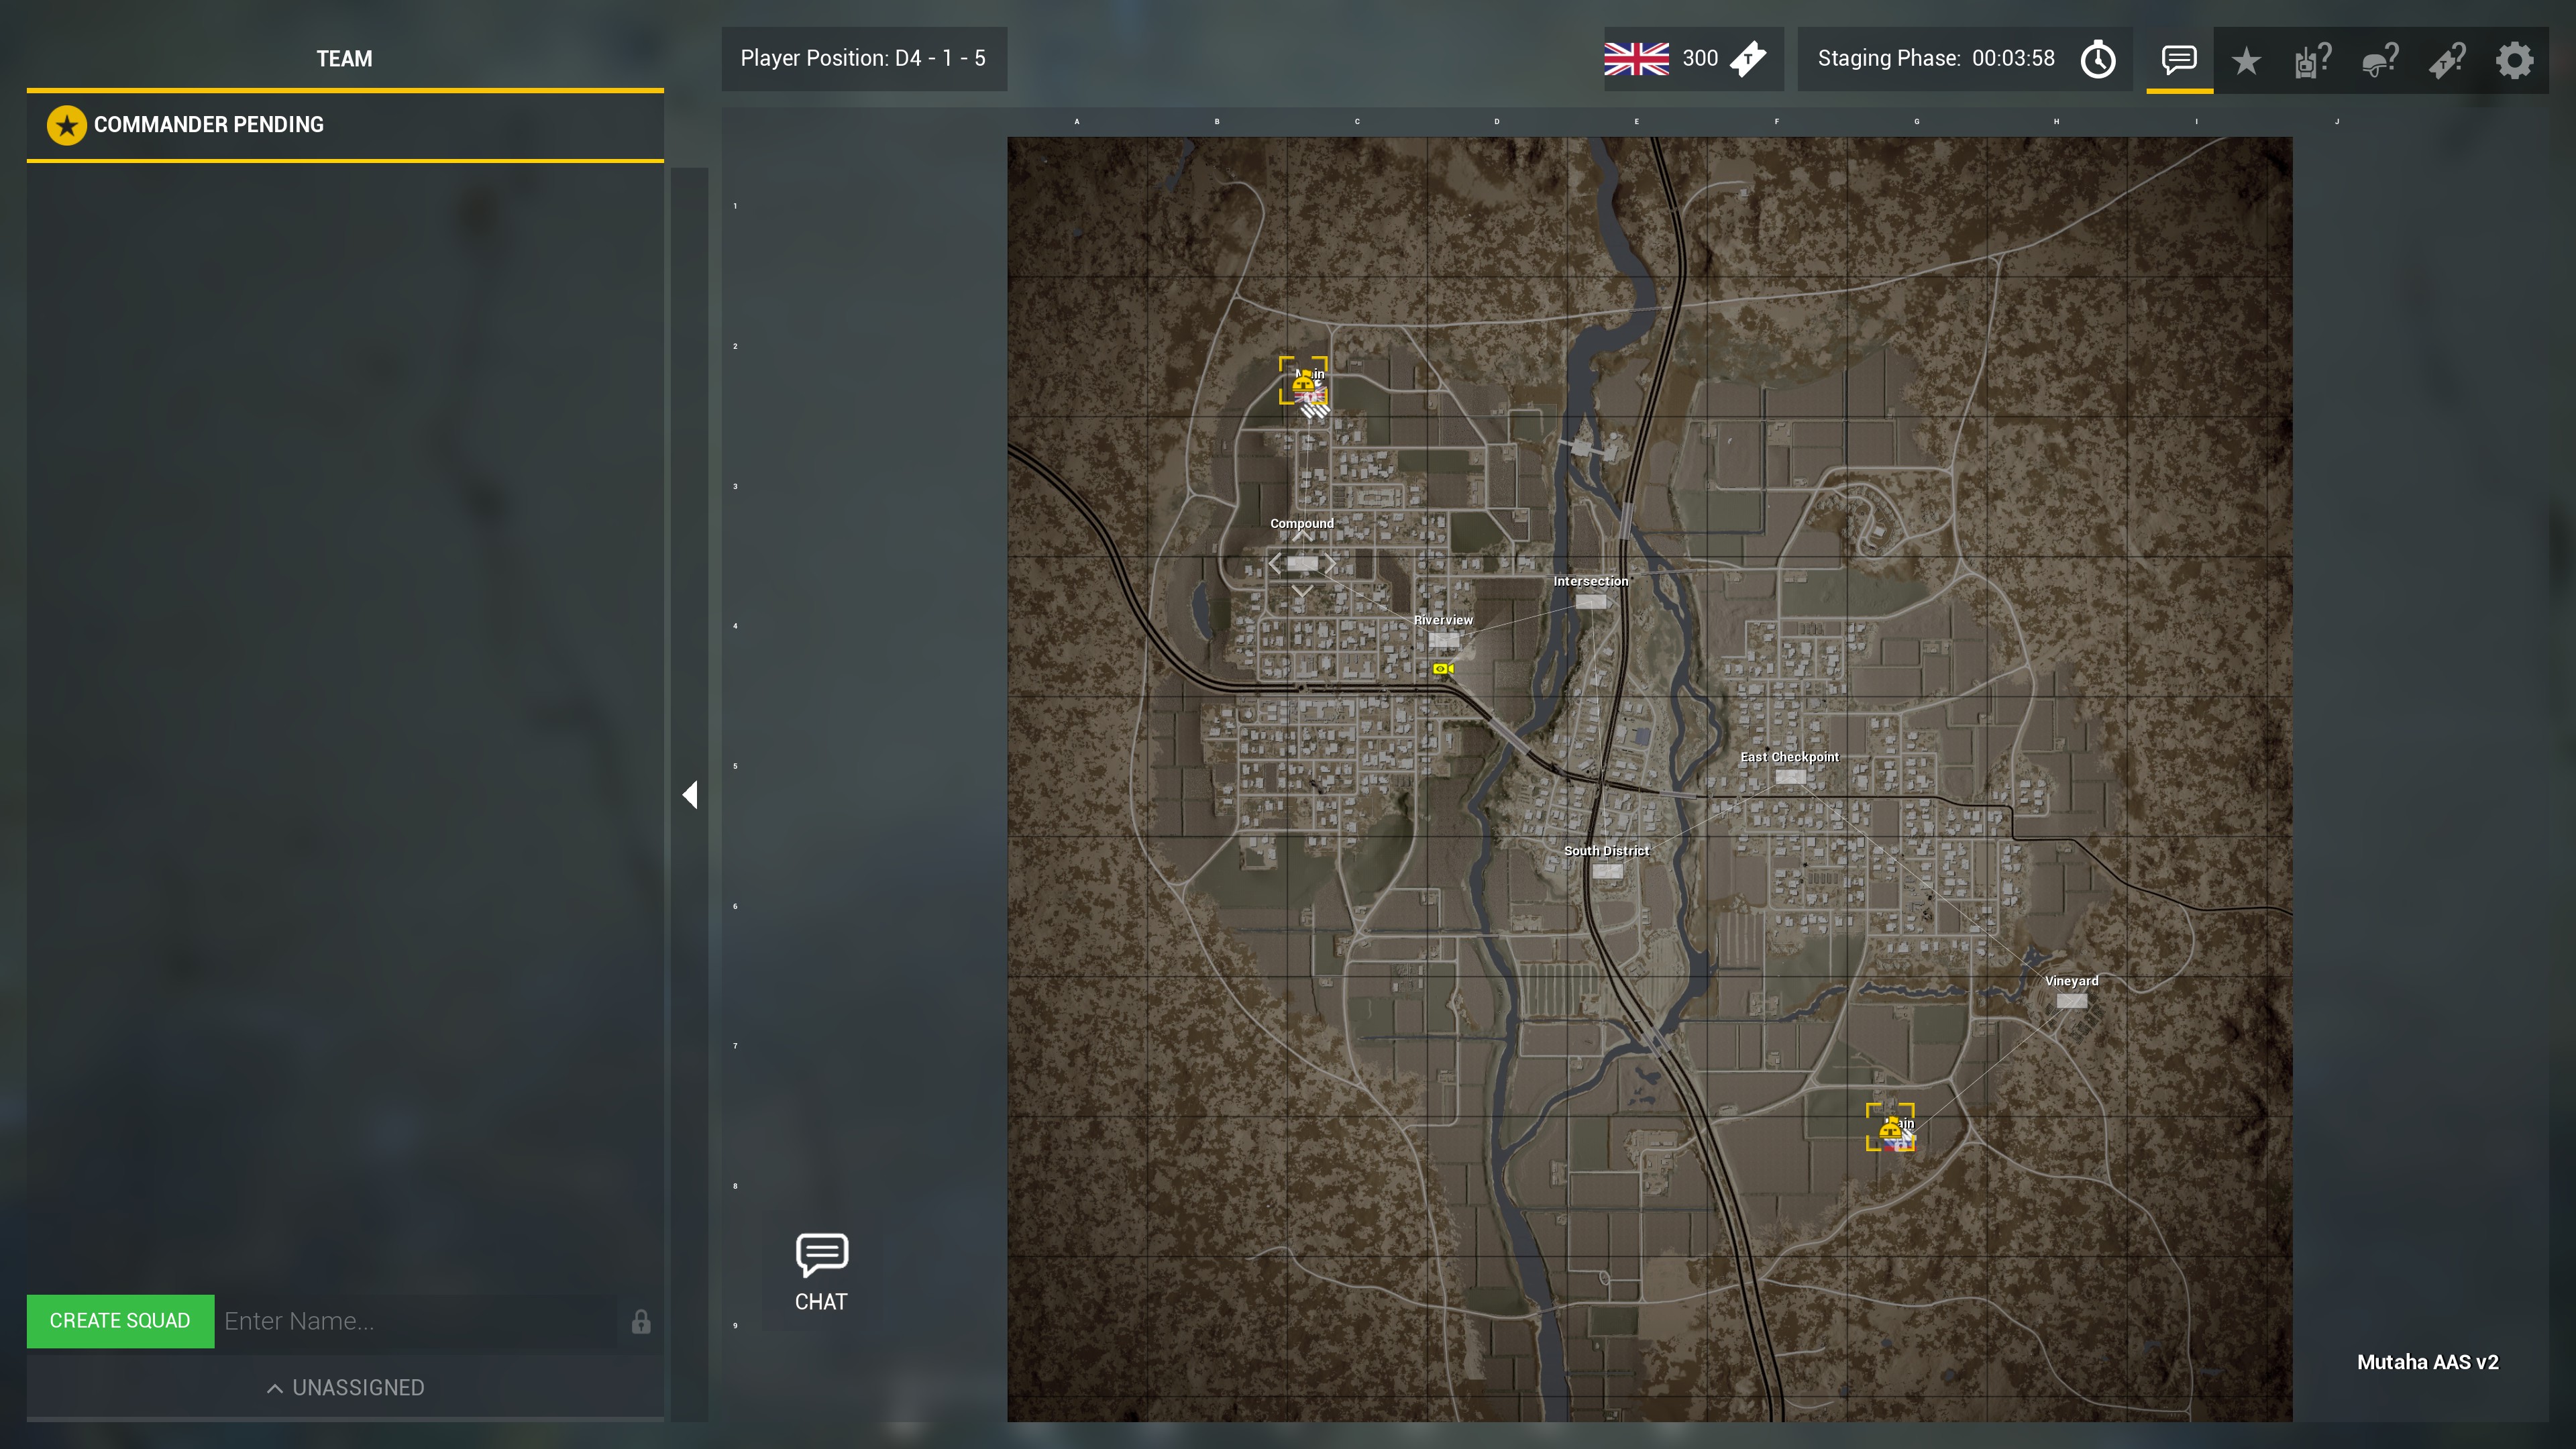 TEAM
Player Position: D4 - 1 - 5
300
Staging Phase: 00:03:58
COMMANDER PENDING
A B C D E F G H I J
1
2
3
4
5
6
7
8
9
Main
Compound
Intersection
Riverview
East Checkpoint
South District
Vineyard
Main
CHAT
CREATE SQUAD
Enter Name...
UNASSIGNED
Mutaha AAS v2